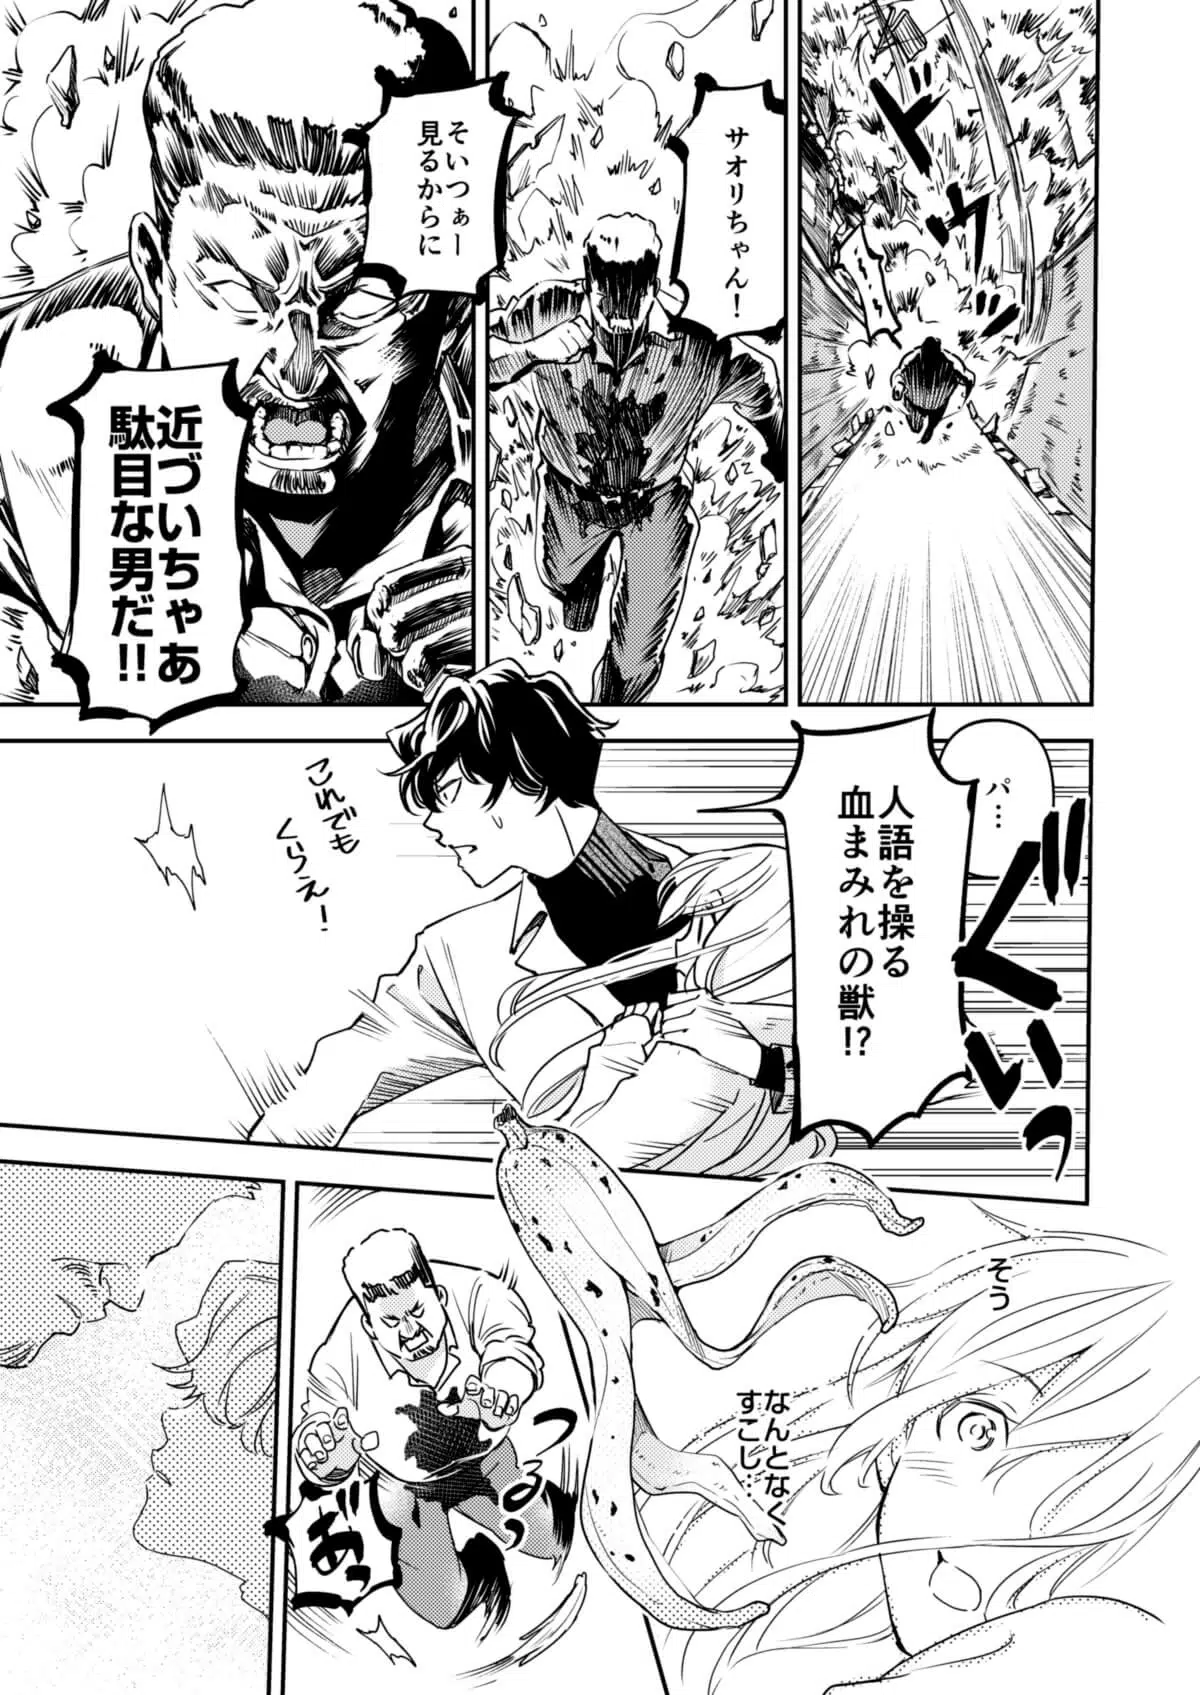 ドドド
サオリちゃん！
そいつぁー
見るからに
近づいちゃあ
駄目な男だ！！
パ…
人語を操る
血まみれの獣！？
ぐいっ
これでも
くらえ！
そう
なんとなく、
すこし…
つるっ
あっ